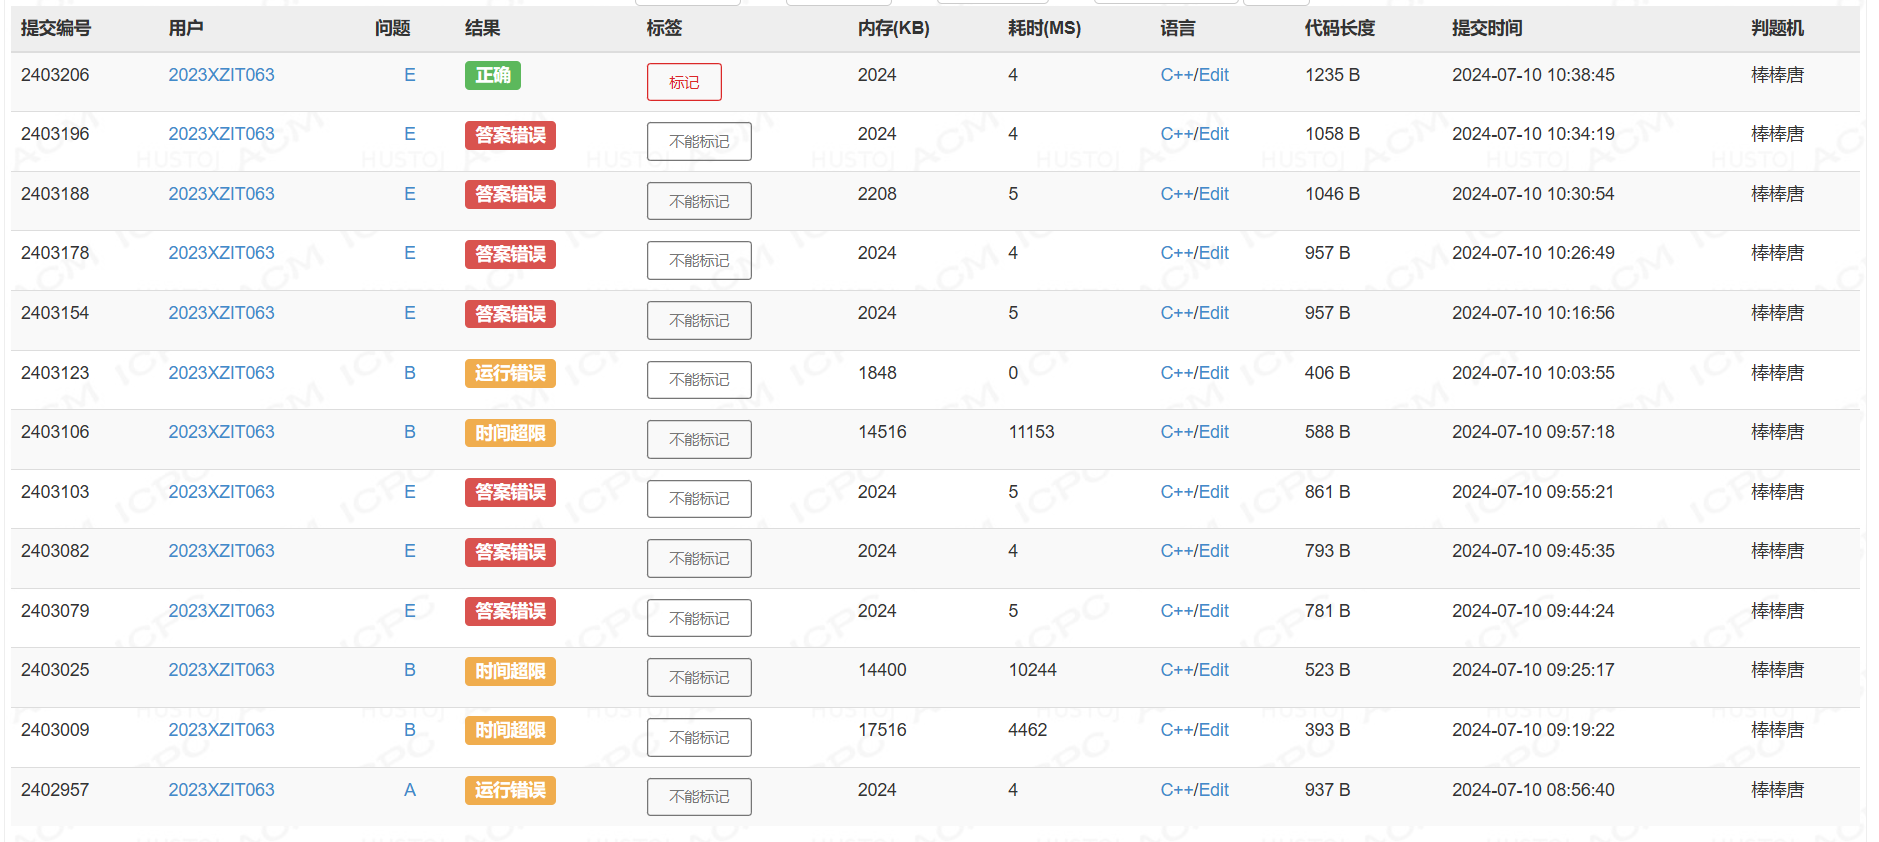 提交编号 用户 问题 结果 标签 内存(KB) 耗时(MS) 语言 代码长度 提交时间 判题机
2403206 2023XZIT063 E 正确 标记 2024 4 C++/Edit 1235 B 2024-07-10 10:38:45 棒棒唐
2403196 2023XZIT063 E 答案错误 不能标记 2024 4 C++/Edit 1058 B 2024-07-10 10:34:19 棒棒唐
2403188 2023XZIT063 E 答案错误 不能标记 2208 5 C++/Edit 1046 B 2024-07-10 10:30:54 棒棒唐
2403178 2023XZIT063 E 答案错误 不能标记 2024 4 C++/Edit 957 B 2024-07-10 10:26:49 棒棒唐
2403154 2023XZIT063 E 答案错误 不能标记 2024 5 C++/Edit 957 B 2024-07-10 10:16:56 棒棒唐
2403123 2023XZIT063 B 运行错误 不能标记 1848 0 C++/Edit 406 B 2024-07-10 10:03:55 棒棒唐
2403106 2023XZIT063 B 时间超限 不能标记 14516 11153 C++/Edit 588 B 2024-07-10 09:57:18 棒棒唐
2403103 2023XZIT063 E 答案错误 不能标记 2024 5 C++/Edit 861 B 2024-07-10 09:55:21 棒棒唐
2403082 2023XZIT063 E 答案错误 不能标记 2024 4 C++/Edit 793 B 2024-07-10 09:45:35 棒棒唐
2403079 2023XZIT063 E 答案错误 不能标记 2024 5 C++/Edit 781 B 2024-07-10 09:44:24 棒棒唐
2403025 2023XZIT063 B 时间超限 不能标记 14400 10244 C++/Edit 523 B 2024-07-10 09:25:17 棒棒唐
2403009 2023XZIT063 B 时间超限 不能标记 17516 4462 C++/Edit 393 B 2024-07-10 09:19:22 棒棒唐
2402957 2023XZIT063 A 运行错误 不能标记 2024 4 C++/Edit 937 B 2024-07-10 08:56:40 棒棒唐